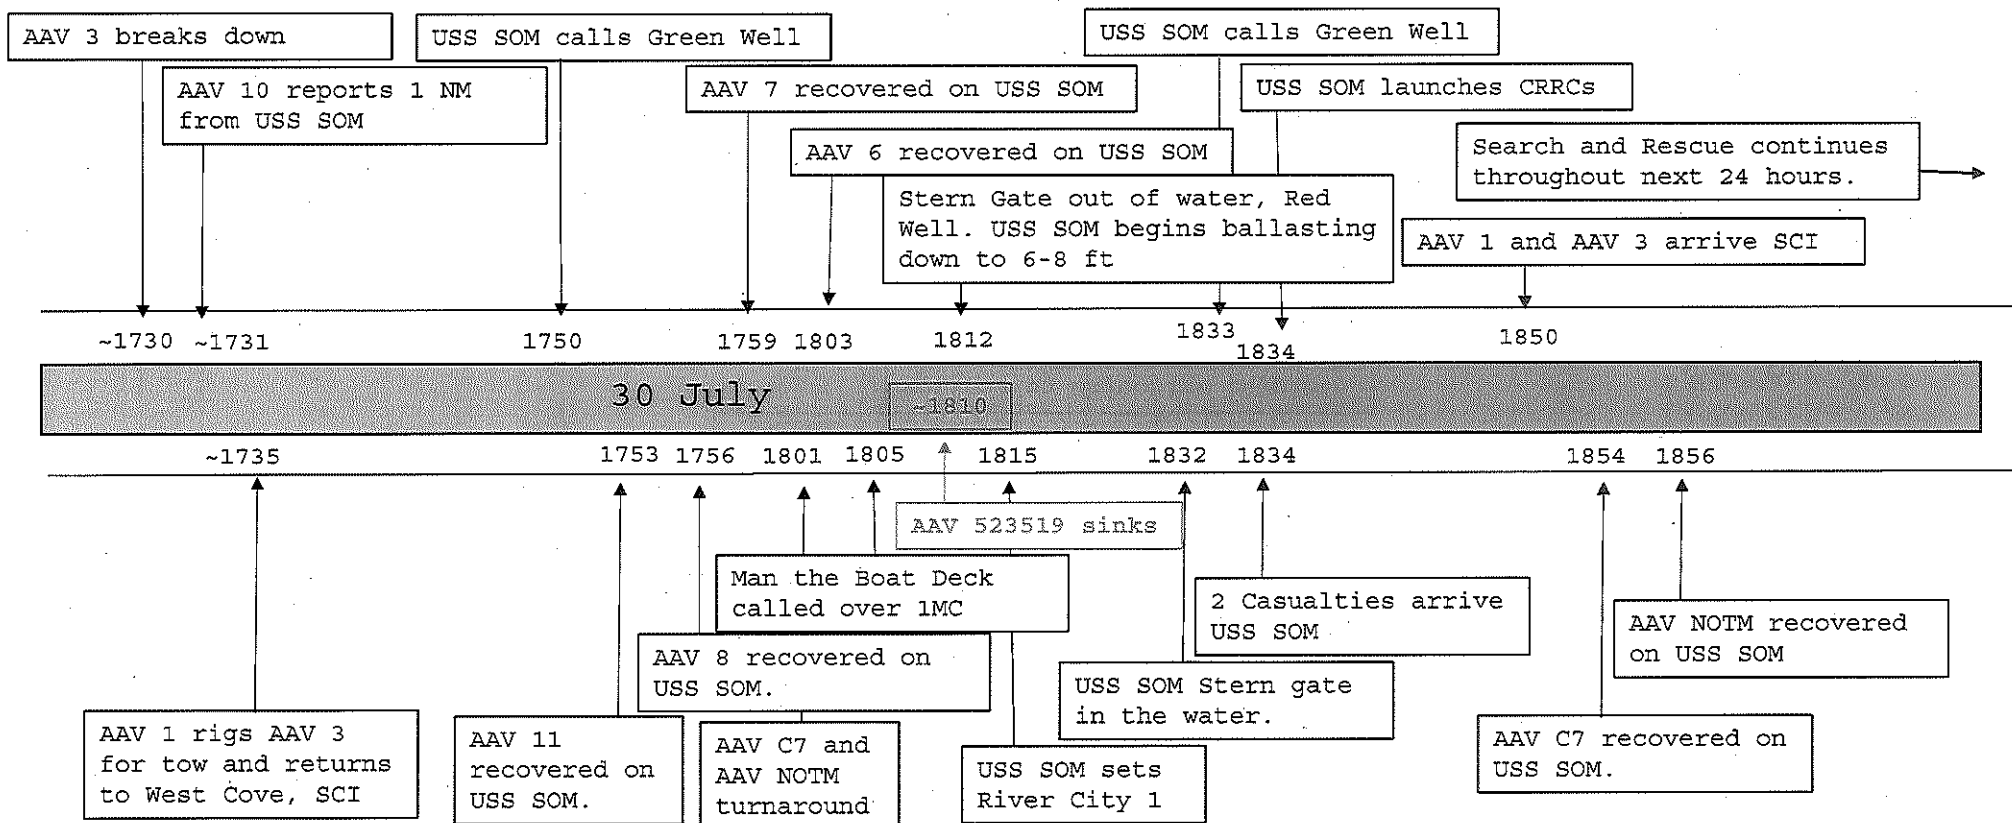 AAV 3 breaks down
USS SOM calls Green Well
USS SOM calls Green Well
AAV 10 reports 1 NM
from USS SOM
AAV 7 recovered on USS SOM
USS SOM launches CRRCs
AAV 6 recovered on USS SOM
Search and Rescue continues
throughout next 24 hours.
Stern Gate out of water, Red
Well. USS SOM begins ballasting
down to 6-8 ft
AAV 1 and AAV 3 arrive SCI
~1730 ~1731 1750 1759 1803 1812 1833 1834 1850
30 July
~1810
~1735 1753 1756 1801 1805 1815 1832 1834 1854 1856
AAV 523519 sinks
Man the Boat Deck
called over 1MC
2 Casualties arrive
USS SOM
AAV NOTM recovered
on USS SOM
AAV 8 recovered on
USS SOM.
USS SOM Stern gate
in the water.
AAV 1 rigs AAV 3
for tow and returns
to West Cove, SCI
AAV 11
recovered on
USS SOM.
AAV C7 and
AAV NOTM
turnaround
USS SOM sets
River City 1
AAV C7 recovered on
USS SOM.